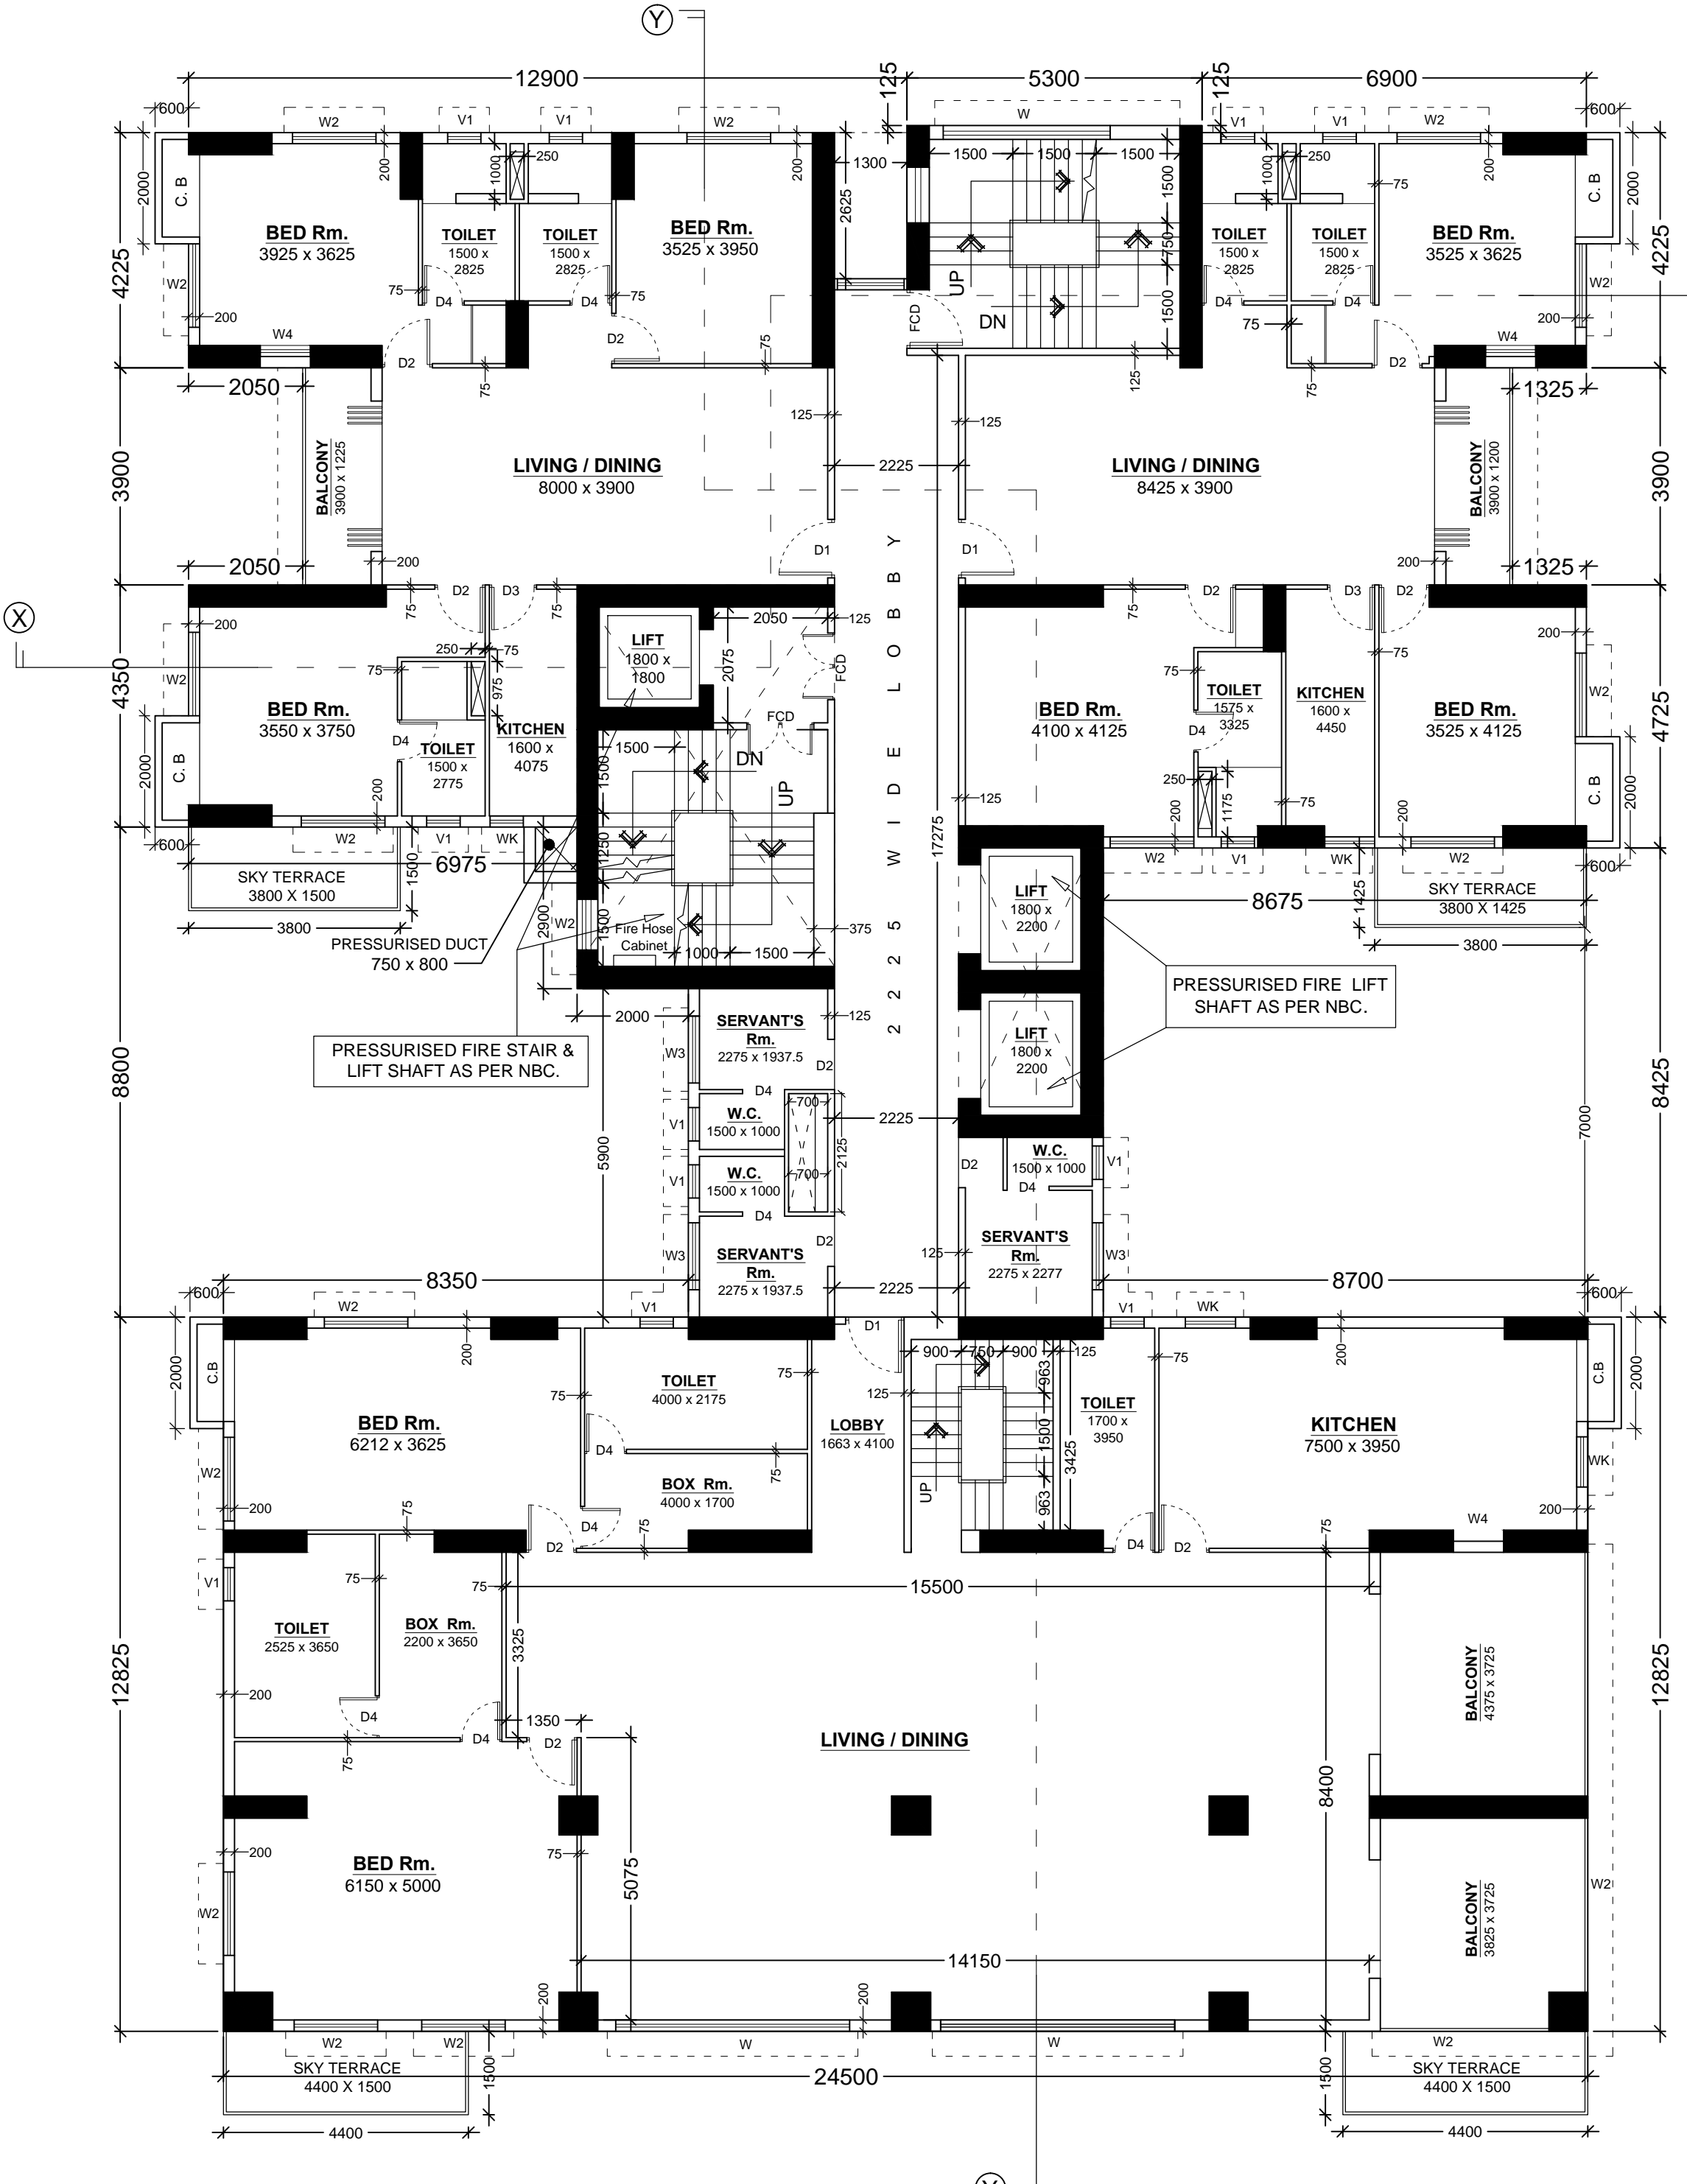 Y
12900
125
5300
125
6900
600
W2
V1
V1
W2
W
V1
V1
W2
600
2000
C. B
200
1000
250
200
1300
1500
1500
1500
1500
1000
250
75
200
C. B
2000
4225
BED Rm.
3925 x 3625
TOILET
1500 x
2825
TOILET
1500 x
2825
BED Rm.
3525 x 3950
2625
750
TOILET
1500 x
2825
TOILET
1500 x
2825
BED Rm.
3525 x 3625
4225
W2
75
D4
D4
75
UP
1500
D4
D4
W2
200
W4
D2
D2
75
FCD
DN
75
200
W4
D2
75
125
75
D2
2050
75
1325
3900
BALCONY
3900 x 1225
125
125
LIVING / DINING
8000 x 3900
2225
LIVING / DINING
8425 x 3900
BALCONY
3900 x 1200
3900
D1
D1
2050
200
200
1325
75
D2
D3
75
75
D2
D3
D2
X
200
LIFT
1800 x
1800
2050
125
200
250
75
75
2075
FCD
75
75
4350
W2
975
BED Rm.
3550 x 3750
KITCHEN
1600 x
4075
FCD
DN
BED Rm.
4100 x 4125
TOILET
1575 x
3325
KITCHEN
1600 x
4450
BED Rm.
3525 x 4125
W2
4725
D4
TOILET
1500 x
2775
1500
1500
UP
D4
C. B
2000
200
250
1175
75
200
200
125
C. B
2000
600
W2
V1
WK
6975
1500
1250
W2
V1
WK
W2
600
SKY TERRACE
3800 X 1500
LIFT
1800 x
2200
8675
1425
SKY TERRACE
3800 X 1425
3800
PRESSURISED DUCT
750 x 800
2900
W2
1500
Fire Hose
Cabinet
1000
1500
375
3800
17275
2225 WIDE LOBBY
PRESSURISED FIRE LIFT
SHAFT AS PER NBC.
2000
SERVANT'S
Rm.
2275 x 1937.5
125
LIFT
1800 x
2200
PRESSURISED FIRE STAIR &
LIFT SHAFT AS PER NBC.
W3
D2
8800
8425
D4
700
V1
W.C.
1500 x 1000
2225
7000
5900
2125
W.C.
1500 x 1000
V1
V1
W.C.
1500 x 1000
700
D2
D4
D4
D2
W3
SERVANT'S
Rm.
2275 x 1937.5
125
SERVANT'S
Rm.
2275 x 2277
W3
8350
2225
8700
600
W2
V1
D1
V1
WK
600
2000
C.B
200
75
75
900
750
900
125
963
75
200
C.B
2000
TOILET
4000 x 2175
125
TOILET
1700 x
3950
BED Rm.
6212 x 3625
LOBBY
1663 x 4100
KITCHEN
7500 x 3950
D4
1500
3425
W2
75
WK
BOX Rm.
4000 x 1700
UP
963
200
75
D4
75
200
W4
D2
75
D4
D2
V1
75
75
15500
TOILET
2525 x 3650
BOX Rm.
2200 x 3650
3325
12825
BALCONY
4375 x 3725
12825
200
D4
1350
D4
D2
75
LIVING / DINING
8400
200
75
BED Rm.
6150 x 5000
5075
W2
W2
BALCONY
3825 x 3725
14150
200
200
W2
W2
W
W
W2
SKY TERRACE
4400 X 1500
1500
24500
1500
SKY TERRACE
4400 X 1500
4400
4400